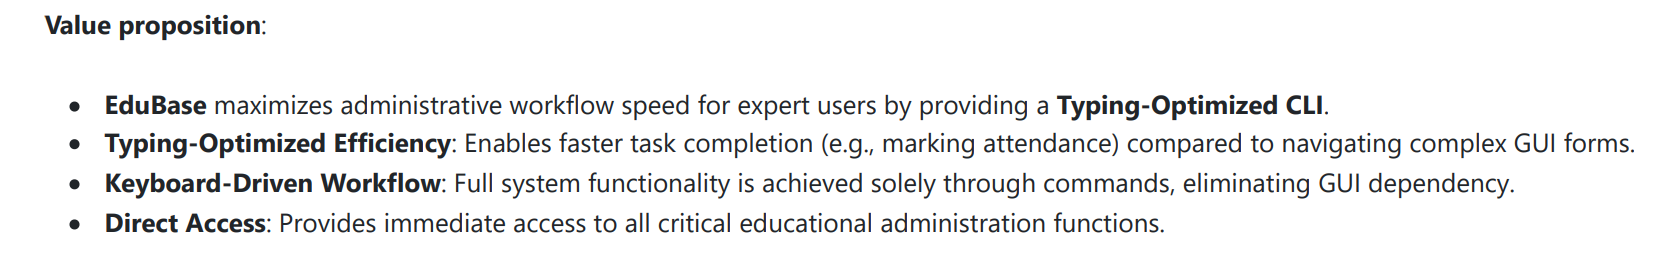 Value proposition:
• EduBase maximizes administrative workflow speed for expert users by providing a Typing-Optimized CLI.
• Typing-Optimized Efficiency: Enables faster task completion (e.g., marking attendance) compared to navigating complex GUI forms.
• Keyboard-Driven Workflow: Full system functionality is achieved solely through commands, eliminating GUI dependency.
• Direct Access: Provides immediate access to all critical educational administration functions.